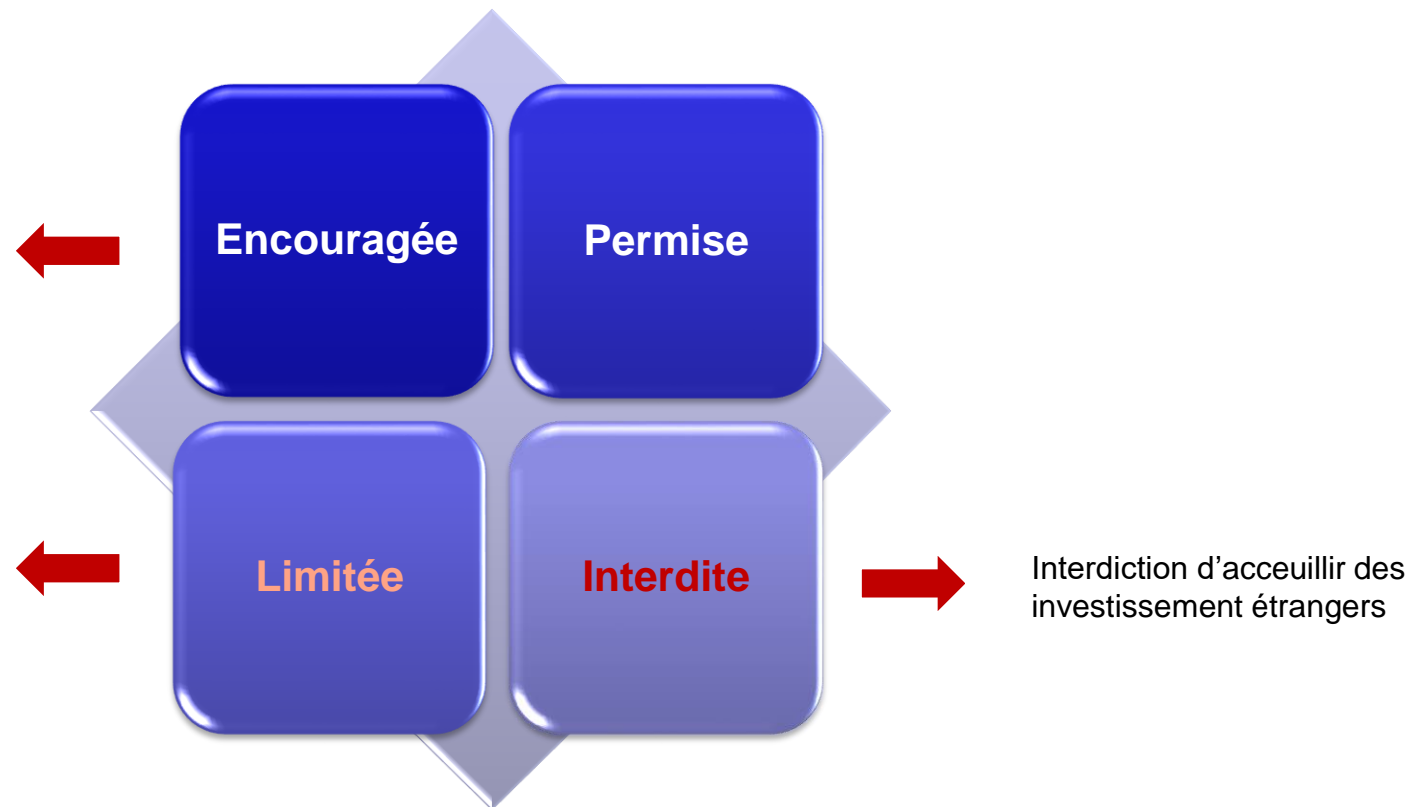 Encouragée
Permise
Limitée
Interdite
Interdiction d’acceuillir des
investissement étrangers